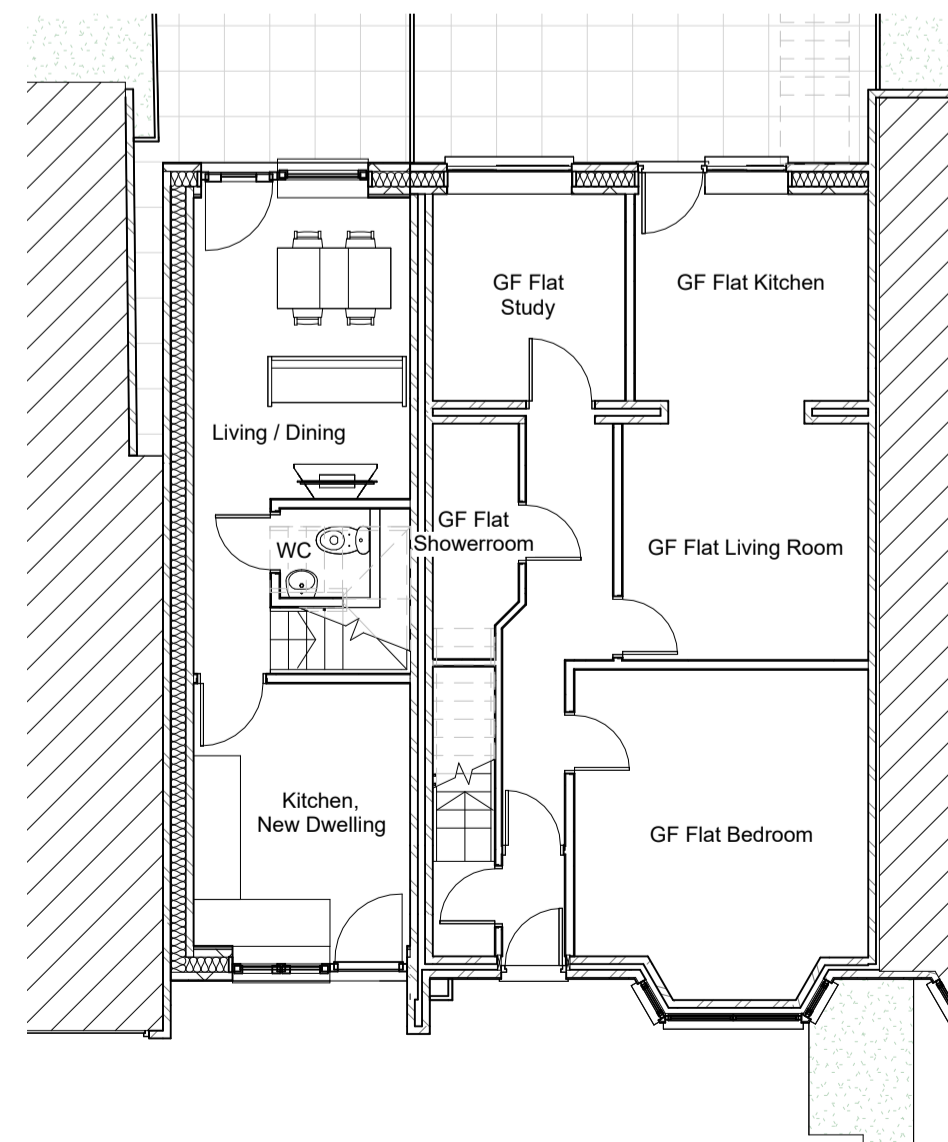 GF Flat
Study
GF Flat Kitchen
Living / Dining
GF Flat
Showerroom
WC
GF Flat Living Room
Kitchen,
New Dwelling
GF Flat Bedroom